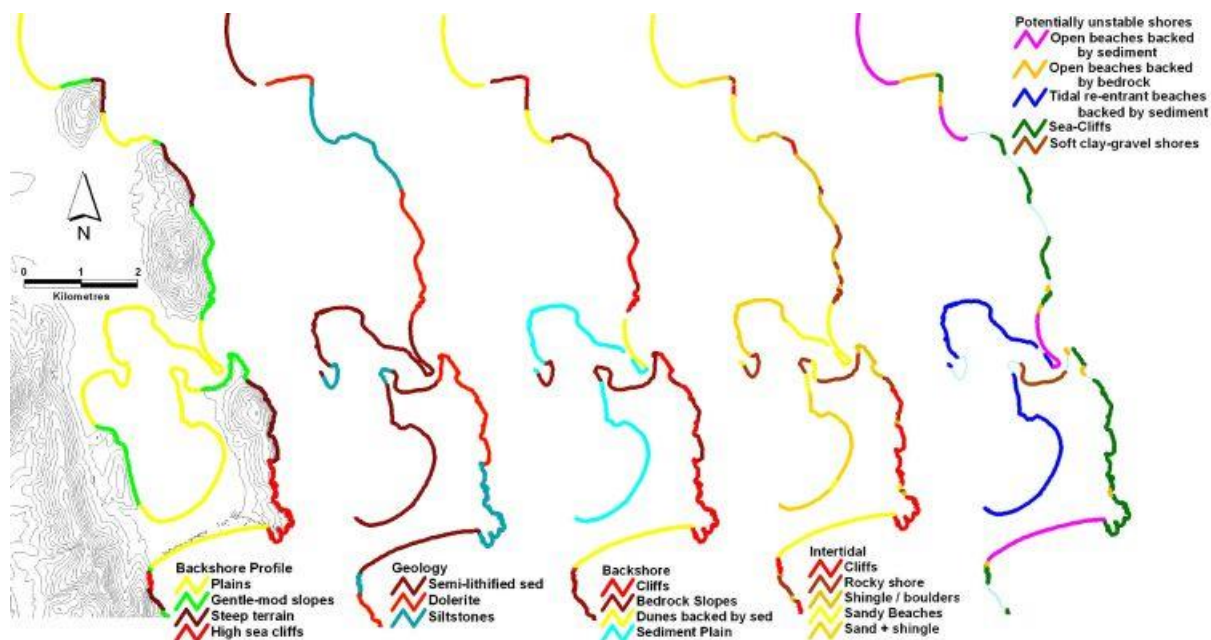 Potentially unstable shores
Open beaches backed
by sediment
Open beaches backed
by bedrock
Tidal re-entrant beaches
backed by sediment
Sea-Cliffs
Soft clay-gravel shores
N
0 1 2
Kilometres
Backshore Profile
Plains
Gentle-mod slopes
Steep terrain
High sea cliffs
Geology
Semi-lithified sed
Dolerite
Siltstones
Backshore
Cliffs
Bedrock Slopes
Dunes backed by sed
Sediment Plain
Intertidal
Cliffs
Rocky shore
Shingle / boulders
Sandy Beaches
Sand + shingle